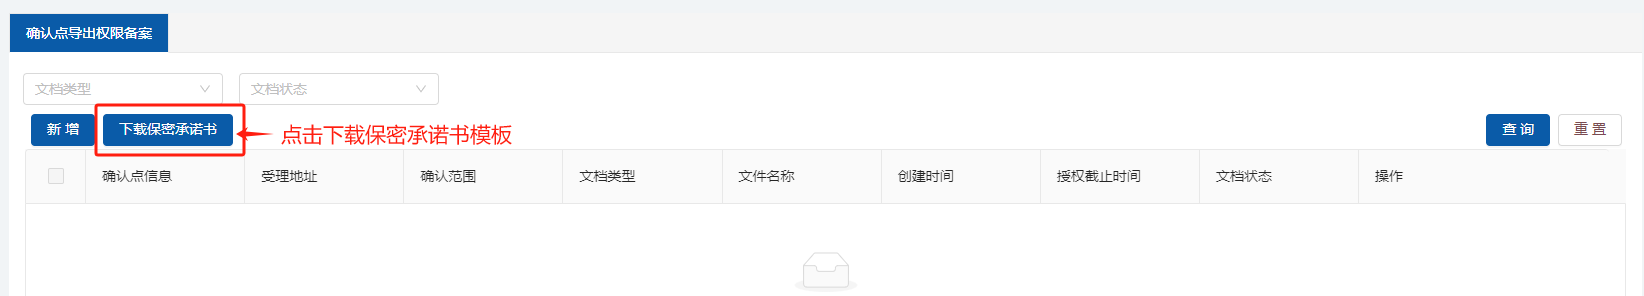 确认点导出权限备案
文档类型 文档状态
新 增 下载保密承诺书 点击下载保密承诺书模板 查 询 重 置
确认点信息 受理地址 确认范围 文档类型 文件名称 创建时间 授权截止时间 文档状态 操作